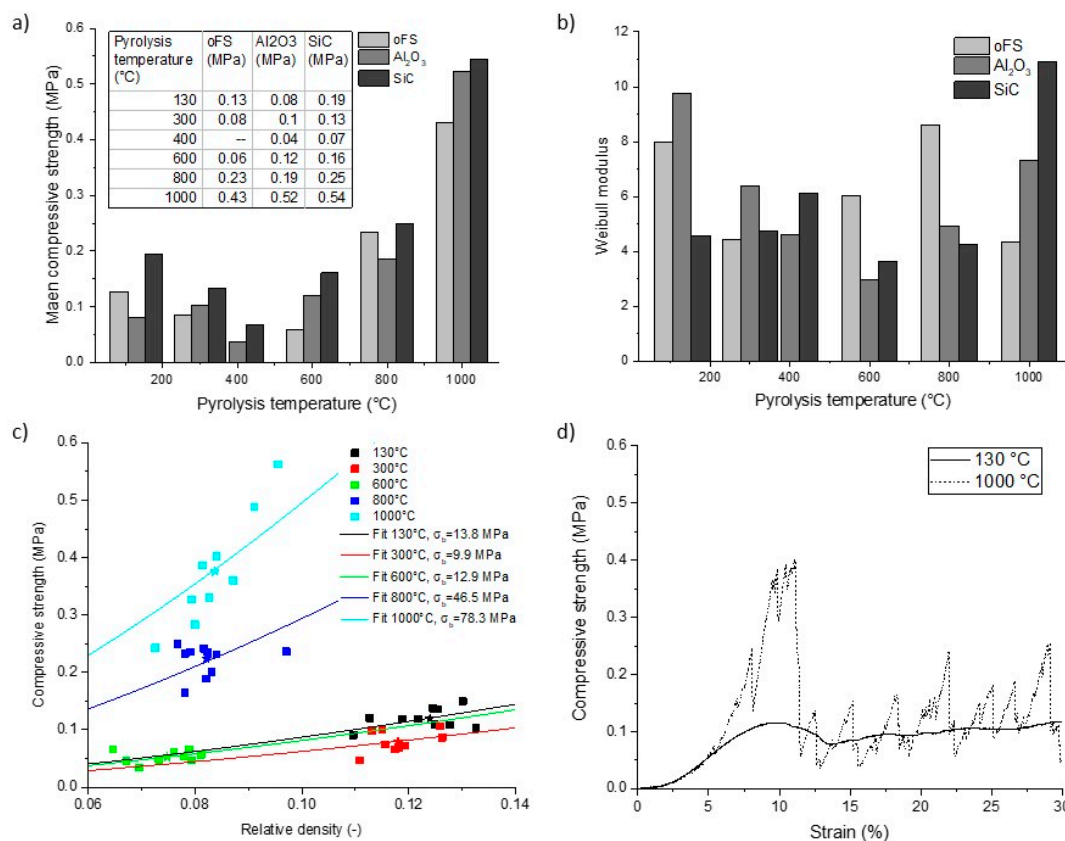 a)
Maen compressive strength (MPa)
0.6
0.5
0.4
0.3
0.2
0.1
0.0
Pyrolysis temperature (°C) oFS (MPa) Al2O3 (MPa) SiC (MPa)
130 0.13 0.08 0.19
300 0.08 0.1 0.13
400 -- 0.04 0.07
600 0.06 0.12 0.16
800 0.23 0.19 0.25
1000 0.43 0.52 0.54
oFS
Al₂O₃
SiC
200 400 600 800 1000
Pyrolysis temperature (°C)
b)
Weibull modulus
12
10
8
6
4
2
0
oFS
Al₂O₃
SiC
200 400 600 800 1000
Pyrolysis temperature (°C)
c)
Compressive strength (MPa)
0.6
0.5
0.4
0.3
0.2
0.1
0.0
130°C
300°C
600°C
800°C
1000°C
Fit 130°C, σb=13.8 MPa
Fit 300°C, σb=9.9 MPa
Fit 600°C, σb=12.9 MPa
Fit 800°C, σb=46.5 MPa
Fit 1000°C, σb=78.3 MPa
0.06 0.08 0.10 0.12 0.14
Relative density (-)
d)
Compressive strength (MPa)
0.6
0.5
0.4
0.3
0.2
0.1
0.0
130 °C
1000 °C
0 5 10 15 20 25 30
Strain (%)